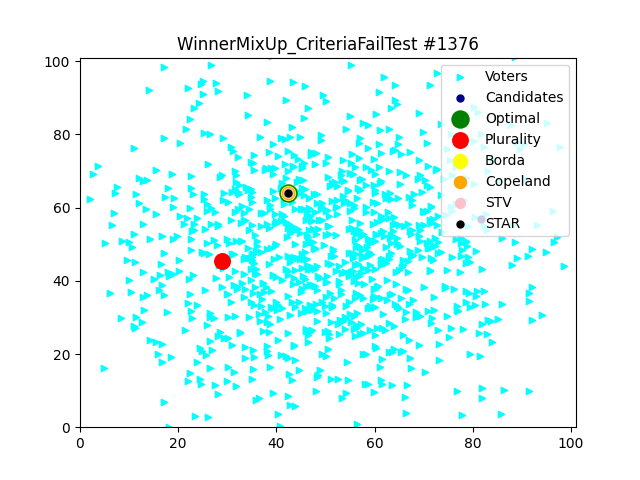 WinnerMixUp_CriteriaFailTest #1376
100
80
60
40
20
0
0 20 40 60 80 100
Voters
Candidates
Optimal
Plurality
Borda
Copeland
STV
STAR